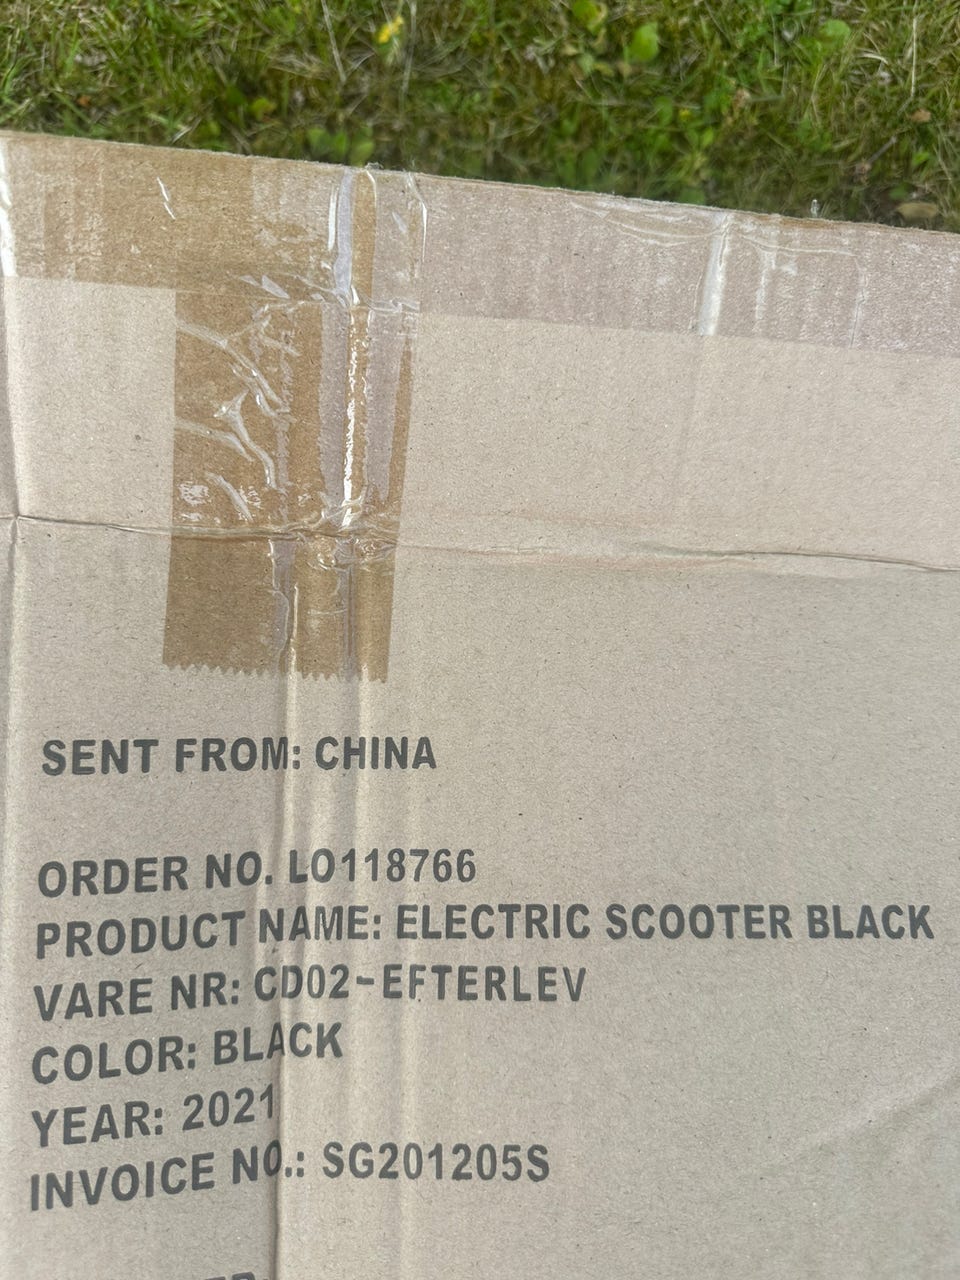 SENT FROM: CHINA
ORDER NO. LO118766
PRODUCT NAME: ELECTRIC SCOOTER BLACK
VARE NR: CD02-EFTERLEV
COLOR: BLACK
YEAR: 2021
INVOICE NO.: SG201205S